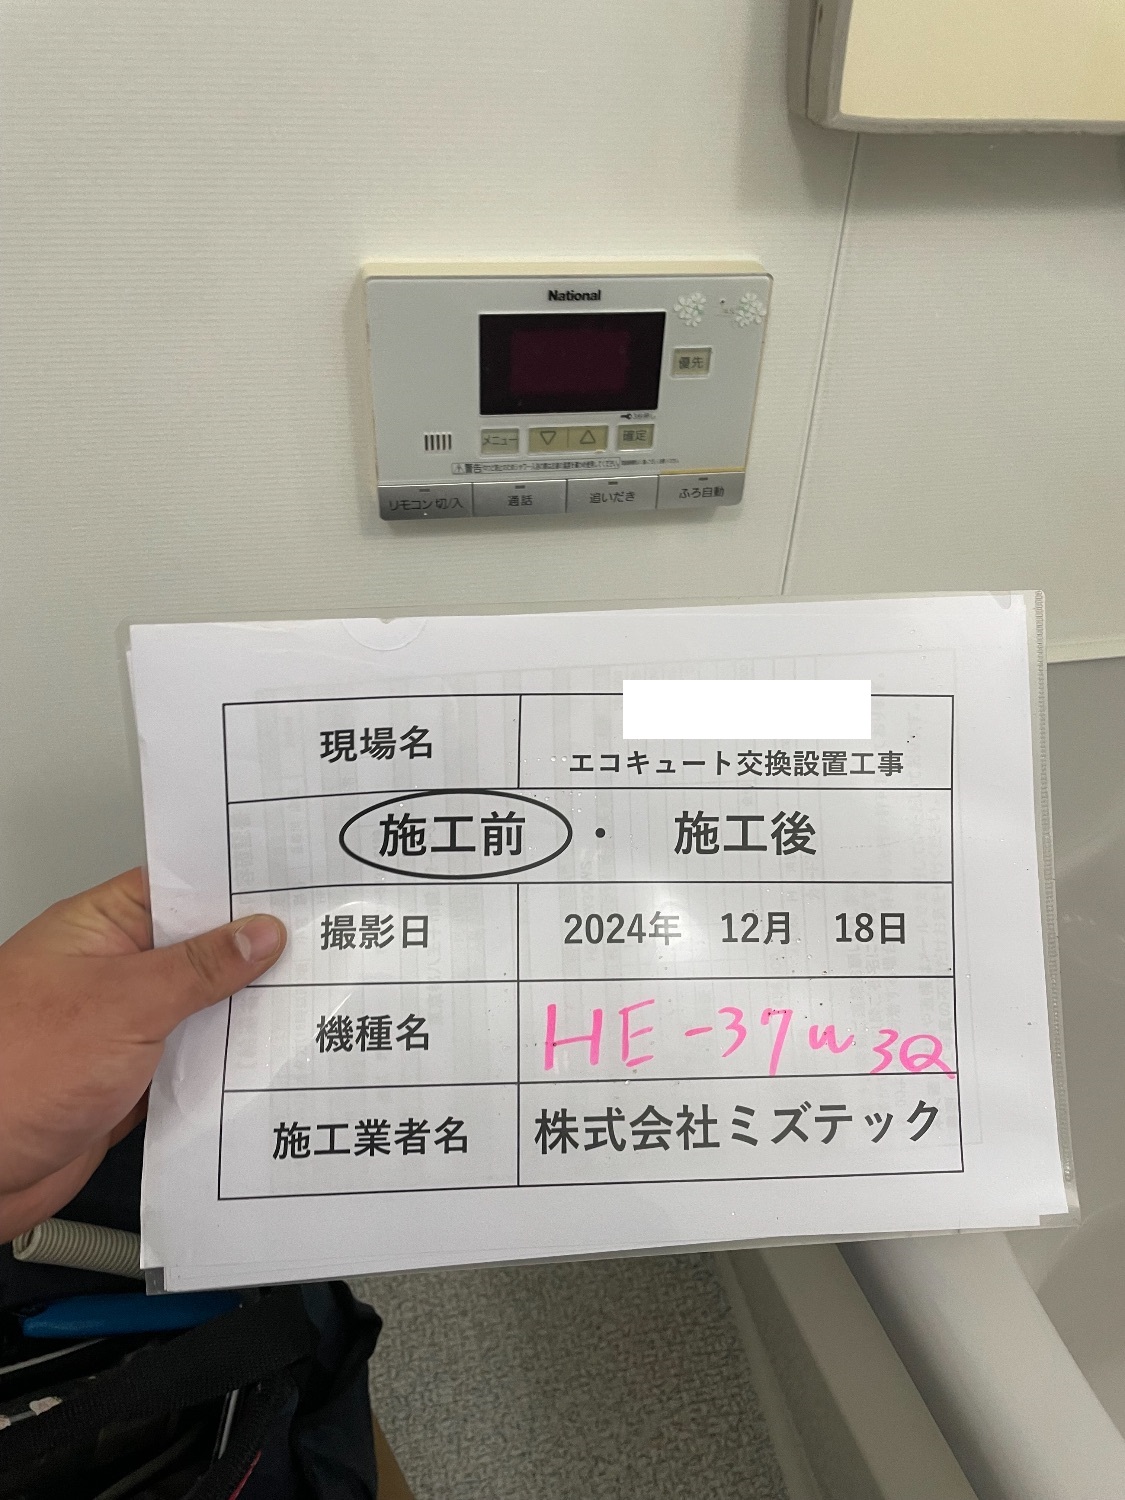 National
優先
メニュー ▽ △ 確定
警告
リモコン切/入 通話 追いだき ふろ自動
現場名
エコキュート交換設置工事
施工前 ・ 施工後
撮影日 2024年 12月 18日
機種名 HE-37W3Q
施工業者名 株式会社ミズテック